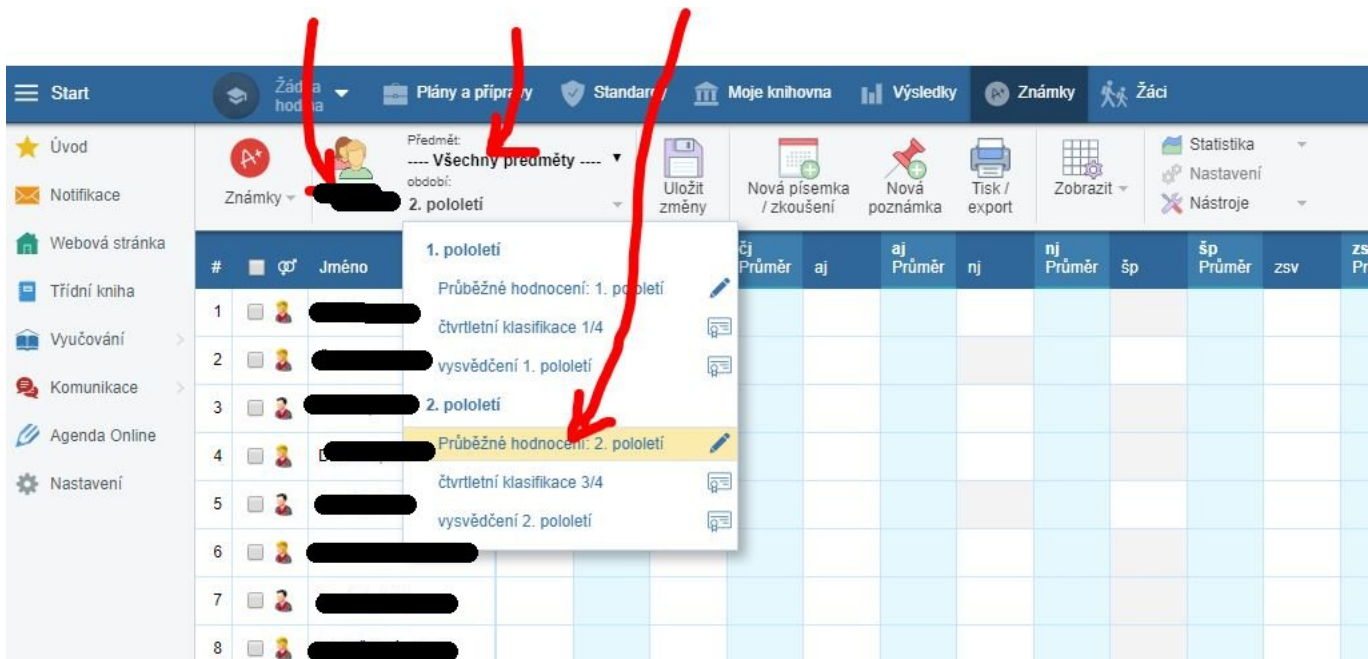 Start
Žádná hodina
Plány a přípravy
Standardy
Moje knihovna
Výsledky
Známky
Žáci
Úvod
Notifikace
Webová stránka
Třídní kniha
Vyučování
Komunikace
Agenda Online
Nastavení
A+
Známky
Předmět:
---- Všechny předměty ----
období:
2. pololetí
Uložit
změny
Nová písemka
/ zkoušení
Nová
poznámka
Tisk /
export
Zobrazit
Statistika
Nastavení
Nástroje
1. pololetí
Průběžné hodnocení: 1. pololetí
čtvrtletní klasifikace 1/4
vysvědčení 1. pololetí
2. pololetí
Průběžné hodnocení: 2. pololetí
čtvrtletní klasifikace 3/4
vysvědčení 2. pololetí
# Jméno
čj
Průměr
aj
aj
Průměr
nj
nj
Průměr
šp
šp
Průměr
zsv
1
2
3
4
5
6
7
8